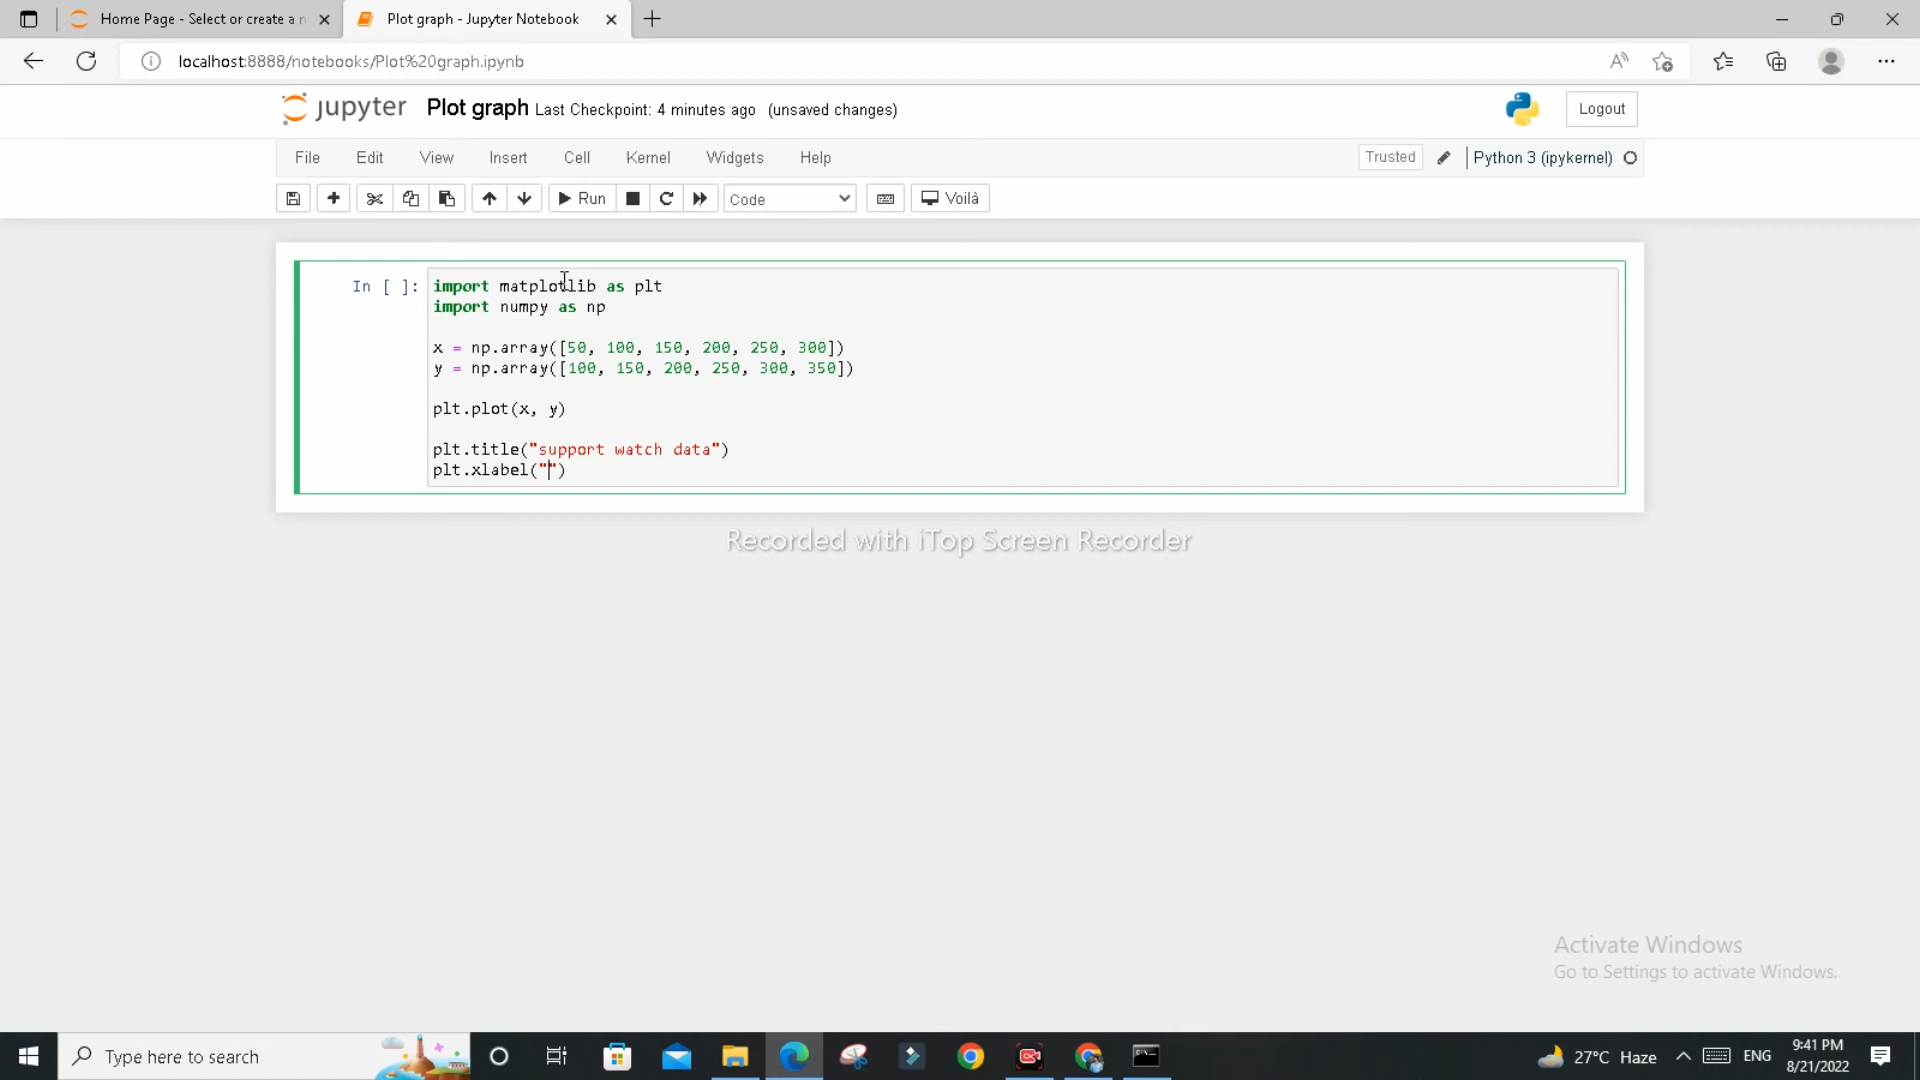 Home Page - Select or create a n
Plot graph - Jupyter Notebook
localhost:8888/notebooks/Plot%20graph.ipynb
jupyter Plot graph Last Checkpoint: 4 minutes ago (unsaved changes)
Logout
File Edit View Insert Cell Kernel Widgets Help
Trusted
Python 3 (ipykernel)
Run
Code
Voilà
In [ ]:
import matplotlib as plt
import numpy as np
x = np.array([50, 100, 150, 200, 250, 300])
y = np.array([100, 150, 200, 250, 300, 350])
plt.plot(x, y)
plt.title("support watch data")
plt.xlabel("")
Recorded with iTop Screen Recorder
Activate Windows
Go to Settings to activate Windows.
Type here to search
27°C Haze
ENG
9:41 PM
8/21/2022